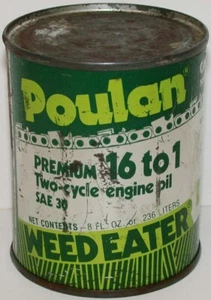 Poulan
PREMIUM 16 to 1
Two-cycle engine oil
SAE 30
NET CONTENTS - 8 FL. OZ. or .236 LITERS
WEED EATER